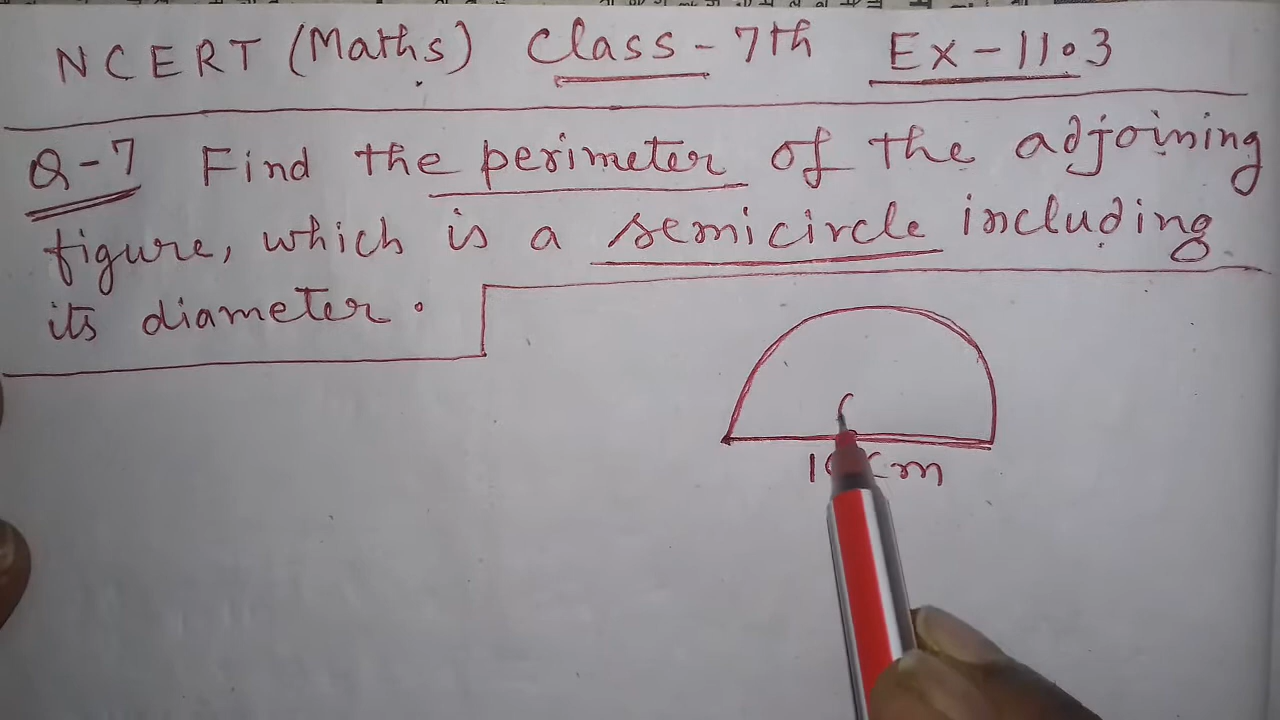 NCERT (Maths) Class - 7th Ex - 11.3
Q-7 Find the perimeter of the adjoining
figure, which is a semicircle including
its diameter.
cm